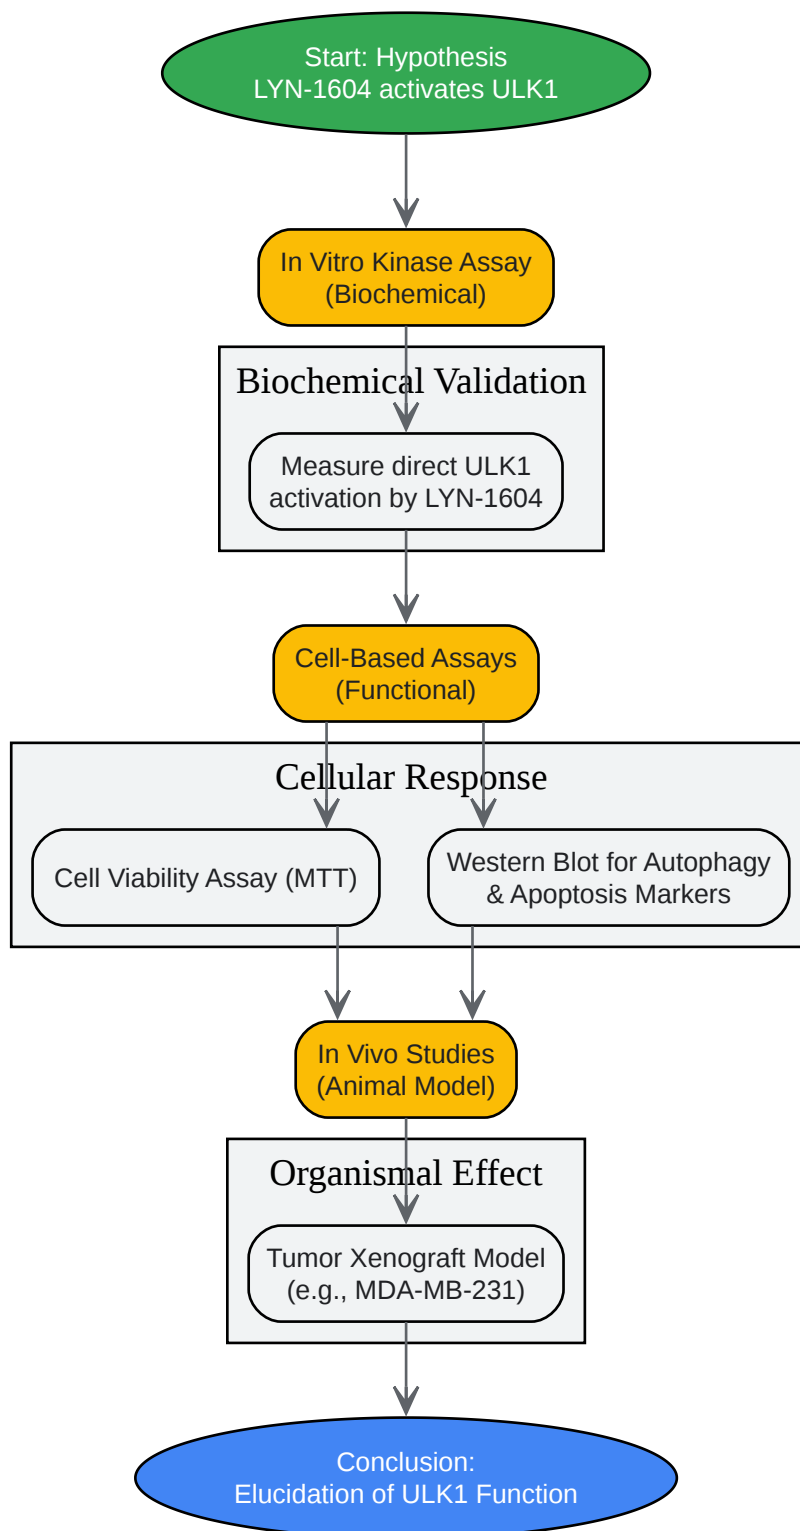 Start: Hypothesis
LYN-1604 activates ULK1
In Vitro Kinase Assay
(Biochemical)
Biochemical Validation
Measure direct ULK1
activation by LYN-1604
Cell-Based Assays
(Functional)
Cellular Response
Cell Viability Assay (MTT)
Western Blot for Autophagy
& Apoptosis Markers
In Vivo Studies
(Animal Model)
Organismal Effect
Tumor Xenograft Model
(e.g., MDA-MB-231)
Conclusion:
Elucidation of ULK1 Function